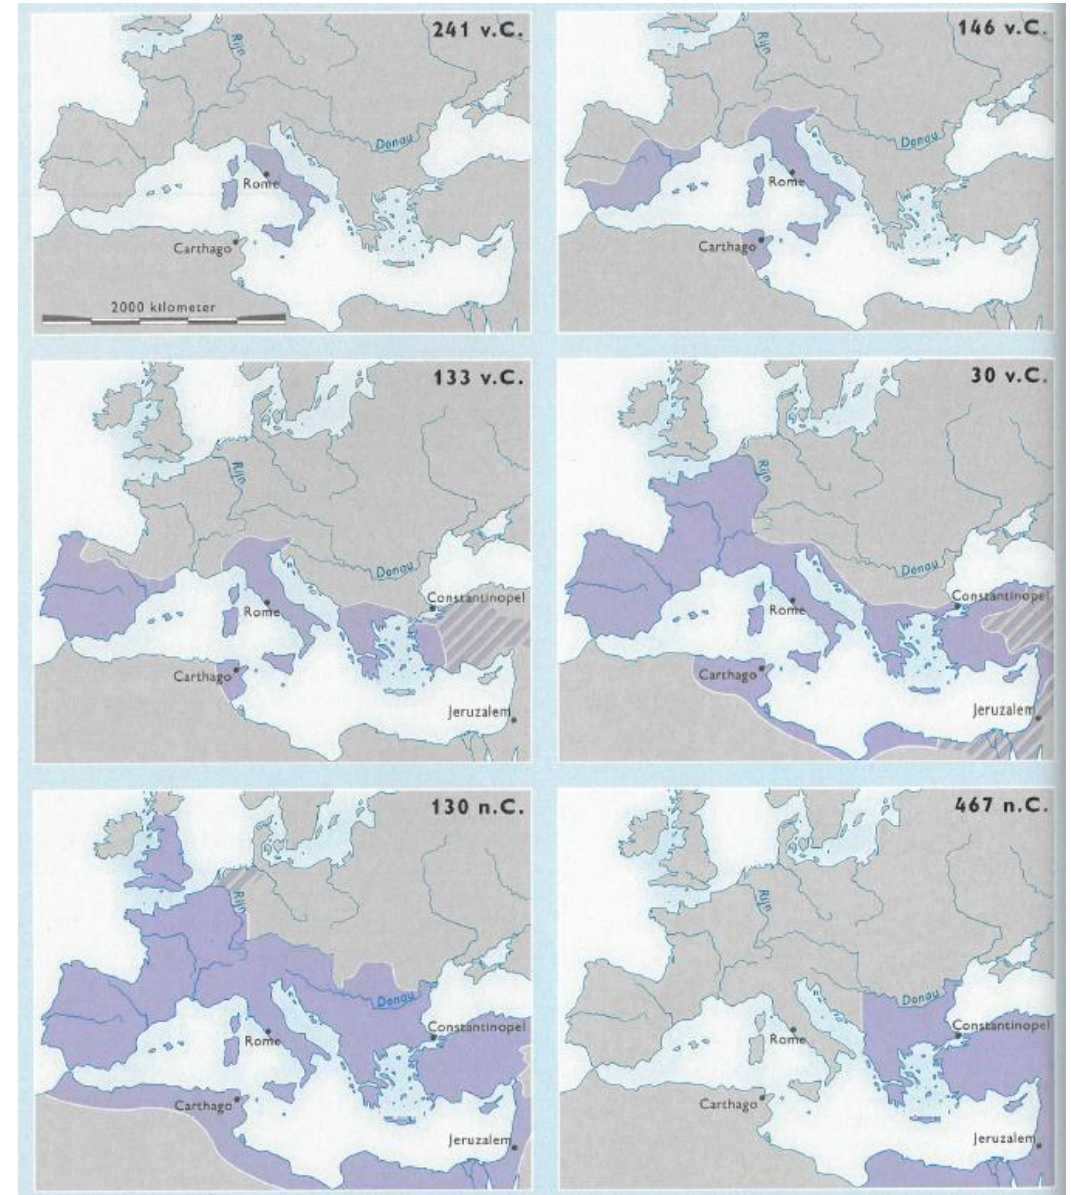 241 v.C.
Rijn
Donau
Rome
Carthago
2000 kilometer
146 v.C.
Rijn
Donau
Rome
Carthago
133 v.C.
Rijn
Donau
Constantinopel
Rome
Carthago
Jeruzalem
30 v.C.
Rijn
Donau
Constantinopel
Rome
Carthago
Jeruzalem
130 n.C.
Rijn
Donau
Constantinopel
Rome
Carthago
Jeruzalem
467 n.C.
Rijn
Donau
Constantinopel
Rome
Carthago
Jeruzalem